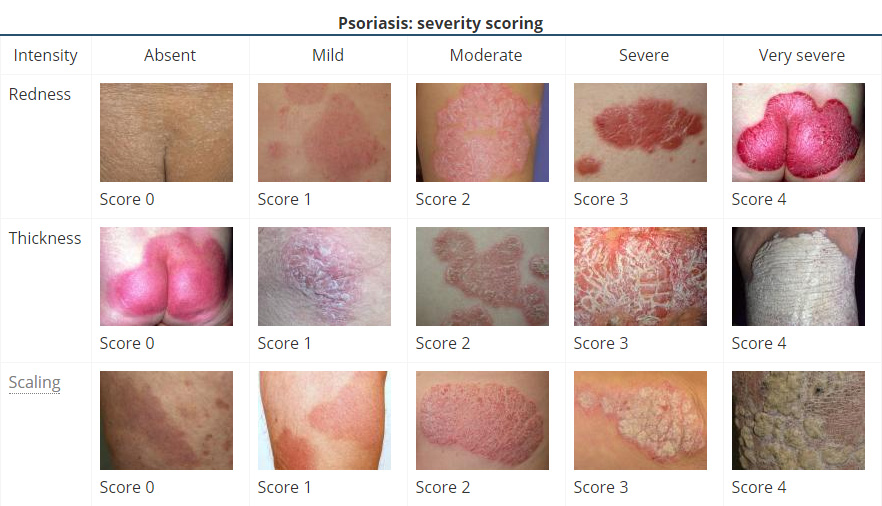 Psoriasis: severity scoring
Intensity Absent Mild Moderate Severe Very severe
Redness
Score 0 Score 1 Score 2 Score 3 Score 4
Thickness
Score 0 Score 1 Score 2 Score 3 Score 4
Scaling
Score 0 Score 1 Score 2 Score 3 Score 4